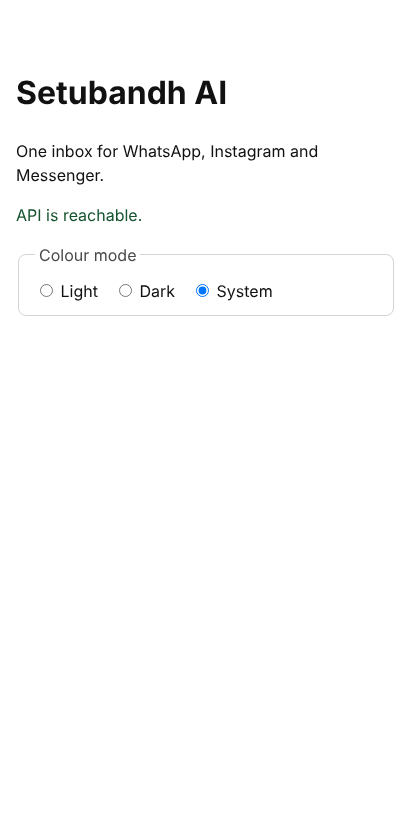 Setubandh AI
One inbox for WhatsApp, Instagram and
Messenger.
API is reachable.
Colour mode
Light Dark System